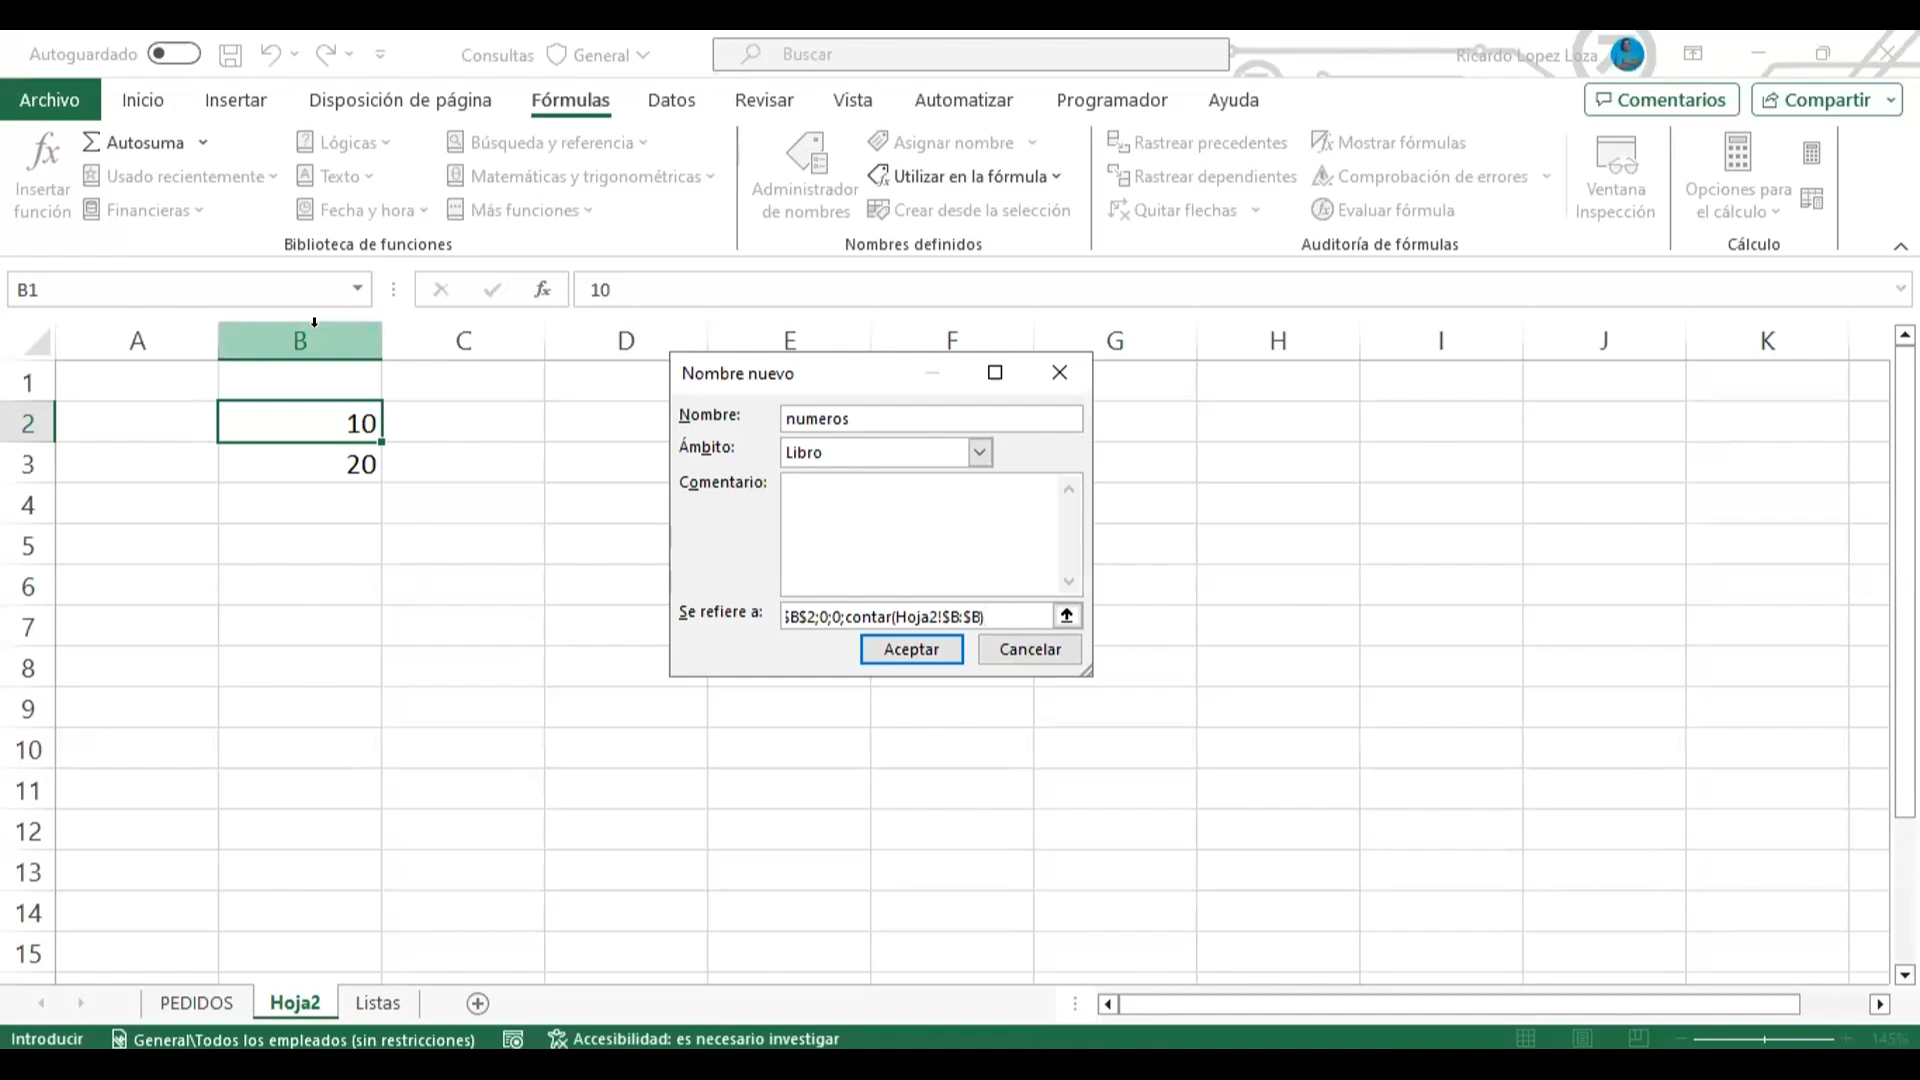 Autoguardado
Consultas
General
Buscar
Ricardo Lopez Loza
Archivo
Inicio
Insertar
Disposición de página
Fórmulas
Datos
Revisar
Vista
Automatizar
Programador
Ayuda
Comentarios
Compartir
Insertar
función
Autosuma
Usado recientemente
Financieras
Lógicas
Texto
Fecha y hora
Búsqueda y referencia
Matemáticas y trigonométricas
Más funciones
Biblioteca de funciones
Administrador
de nombres
Asignar nombre
Utilizar en la fórmula
Crear desde la selección
Nombres definidos
Rastrear precedentes
Rastrear dependientes
Quitar flechas
Mostrar fórmulas
Comprobación de errores
Evaluar fórmula
Auditoría de fórmulas
Ventana
Inspección
Opciones para
el cálculo
Cálculo
B1
fx
10
A B C D E F G H I J K
1
2 10
3 20
4
5
6
7
8
9
10
11
12
13
14
15
Nombre nuevo
Nombre: numeros
Ámbito: Libro
Comentario:
Se refiere a: $B$2;0;0;contar(Hoja2!$B:$B)
Aceptar
Cancelar
PEDIDOS
Hoja2
Listas
Introducir
General\Todos los empleados (sin restricciones)
Accesibilidad: es necesario investigar
145%